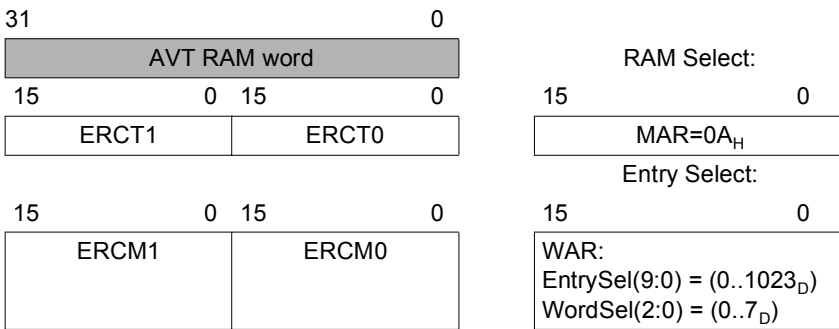 31 0
AVT RAM word RAM Select:
15 0 15 0 15 0
ERCT1 ERCT0 MAR=0A_H
Entry Select:
15 0 15 0 15 0
ERCM1 ERCM0 WAR:
EntrySel(9:0) = (0..1023_D)
WordSel(2:0) = (0..7_D)